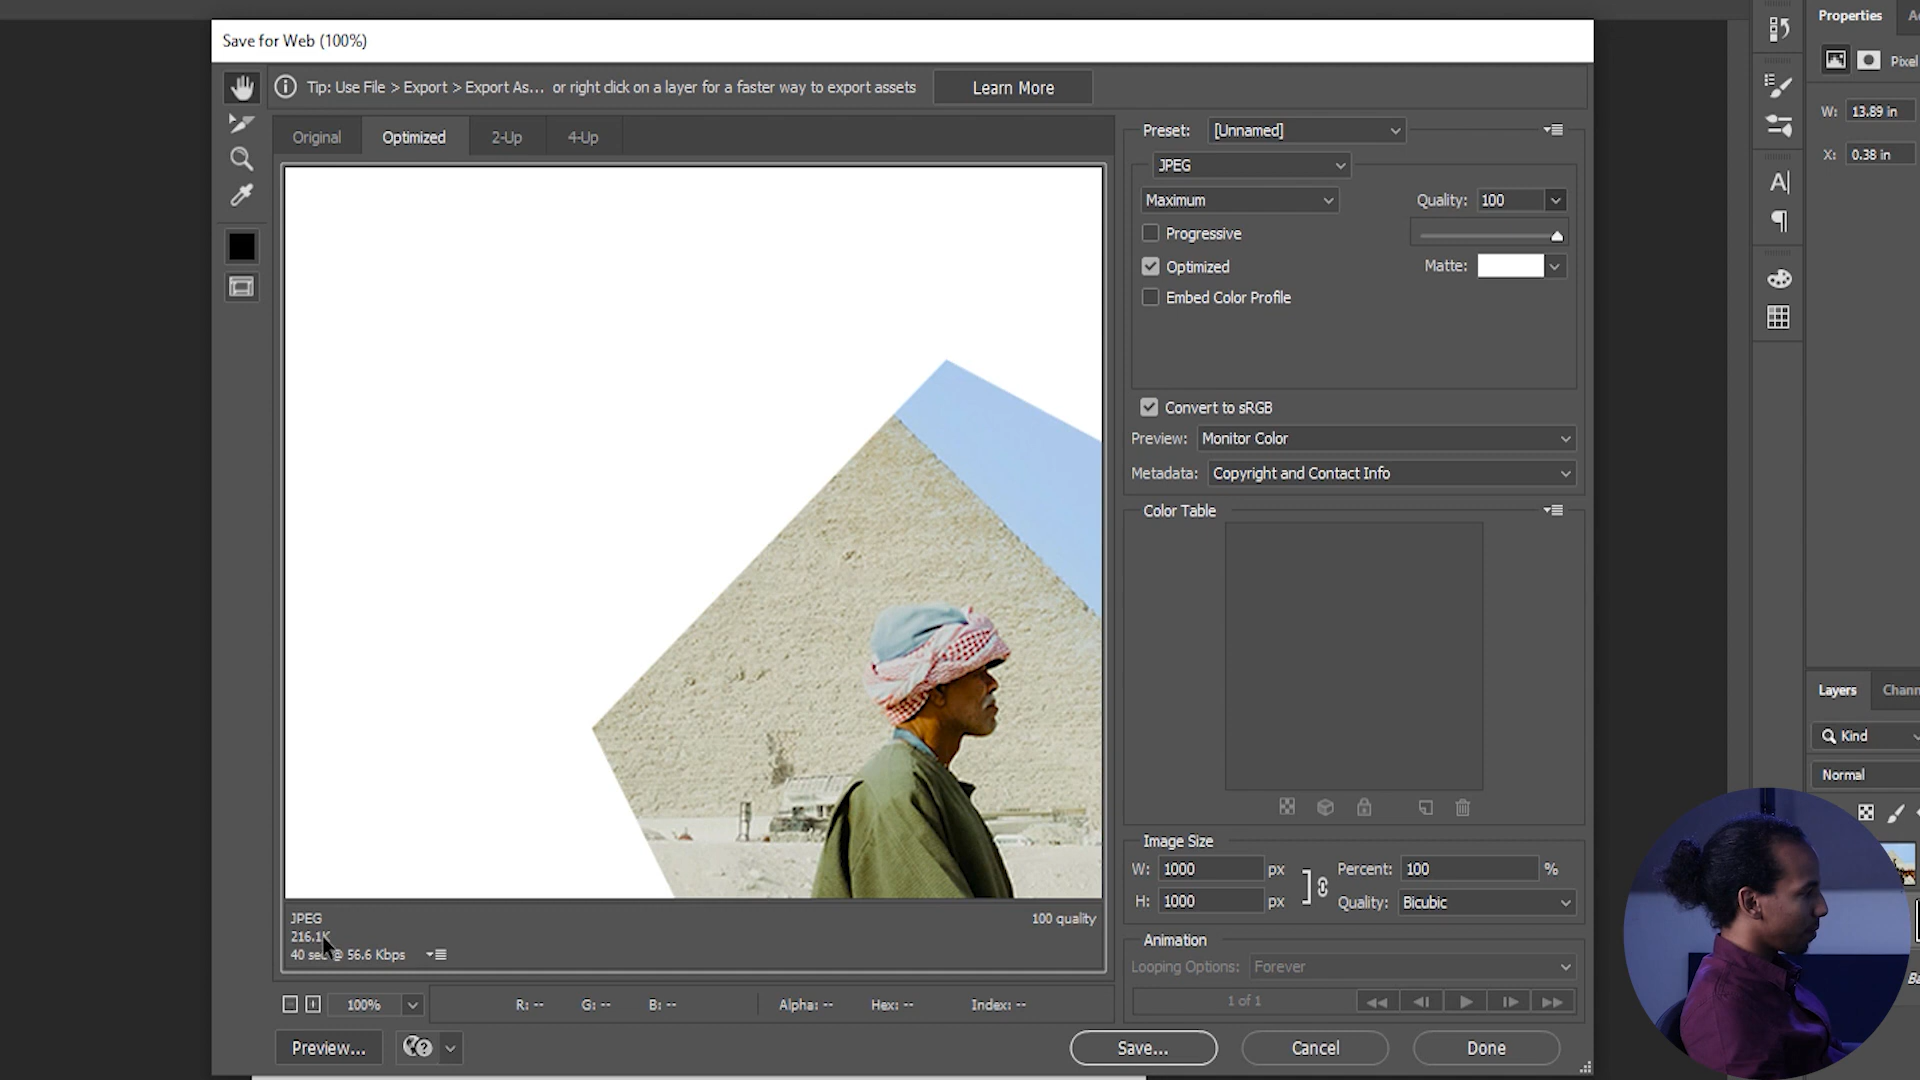 Save for Web (100%)
Tip: Use File > Export > Export As... or right click on a layer for a faster way to export assets
Learn More
Original
Optimized
2-Up
4-Up
Preset: [Unnamed]
JPEG
Maximum
Quality: 100
Progressive
Optimized
Matte:
Embed Color Profile
Convert to sRGB
Preview: Monitor Color
Metadata: Copyright and Contact Info
Color Table
Image Size
W: 1000 px
Percent: 100 %
H: 1000 px
Quality: Bicubic
Animation
Looping Options: Forever
1 of 1
JPEG
100 quality
216.1K
40 sec @ 56.6 Kbps
100%
R: --
G: --
B: --
Alpha: --
Hex: --
Index: --
Preview...
Save...
Cancel
Done
Properties
Pixel
W: 13.89 in
X: 0.38 in
Layers
Chann
Kind
Normal